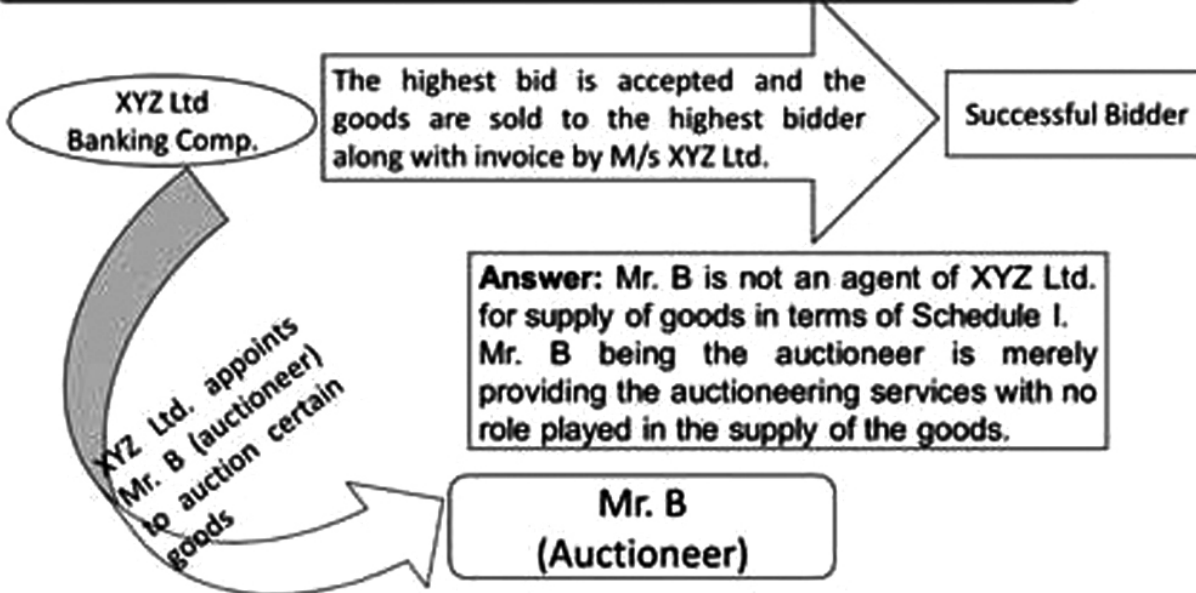 XYZ Ltd
Banking Comp.
The highest bid is accepted and the
goods are sold to the highest bidder
along with invoice by M/s XYZ Ltd.
Successful Bidder
Answer: Mr. B is not an agent of XYZ Ltd.
for supply of goods in terms of Schedule I.
Mr. B being the auctioneer is merely
providing the auctioneering services with no
role played in the supply of the goods.
XYZ Ltd. appoints
Mr. B (auctioneer)
to auction certain
goods
Mr. B
(Auctioneer)